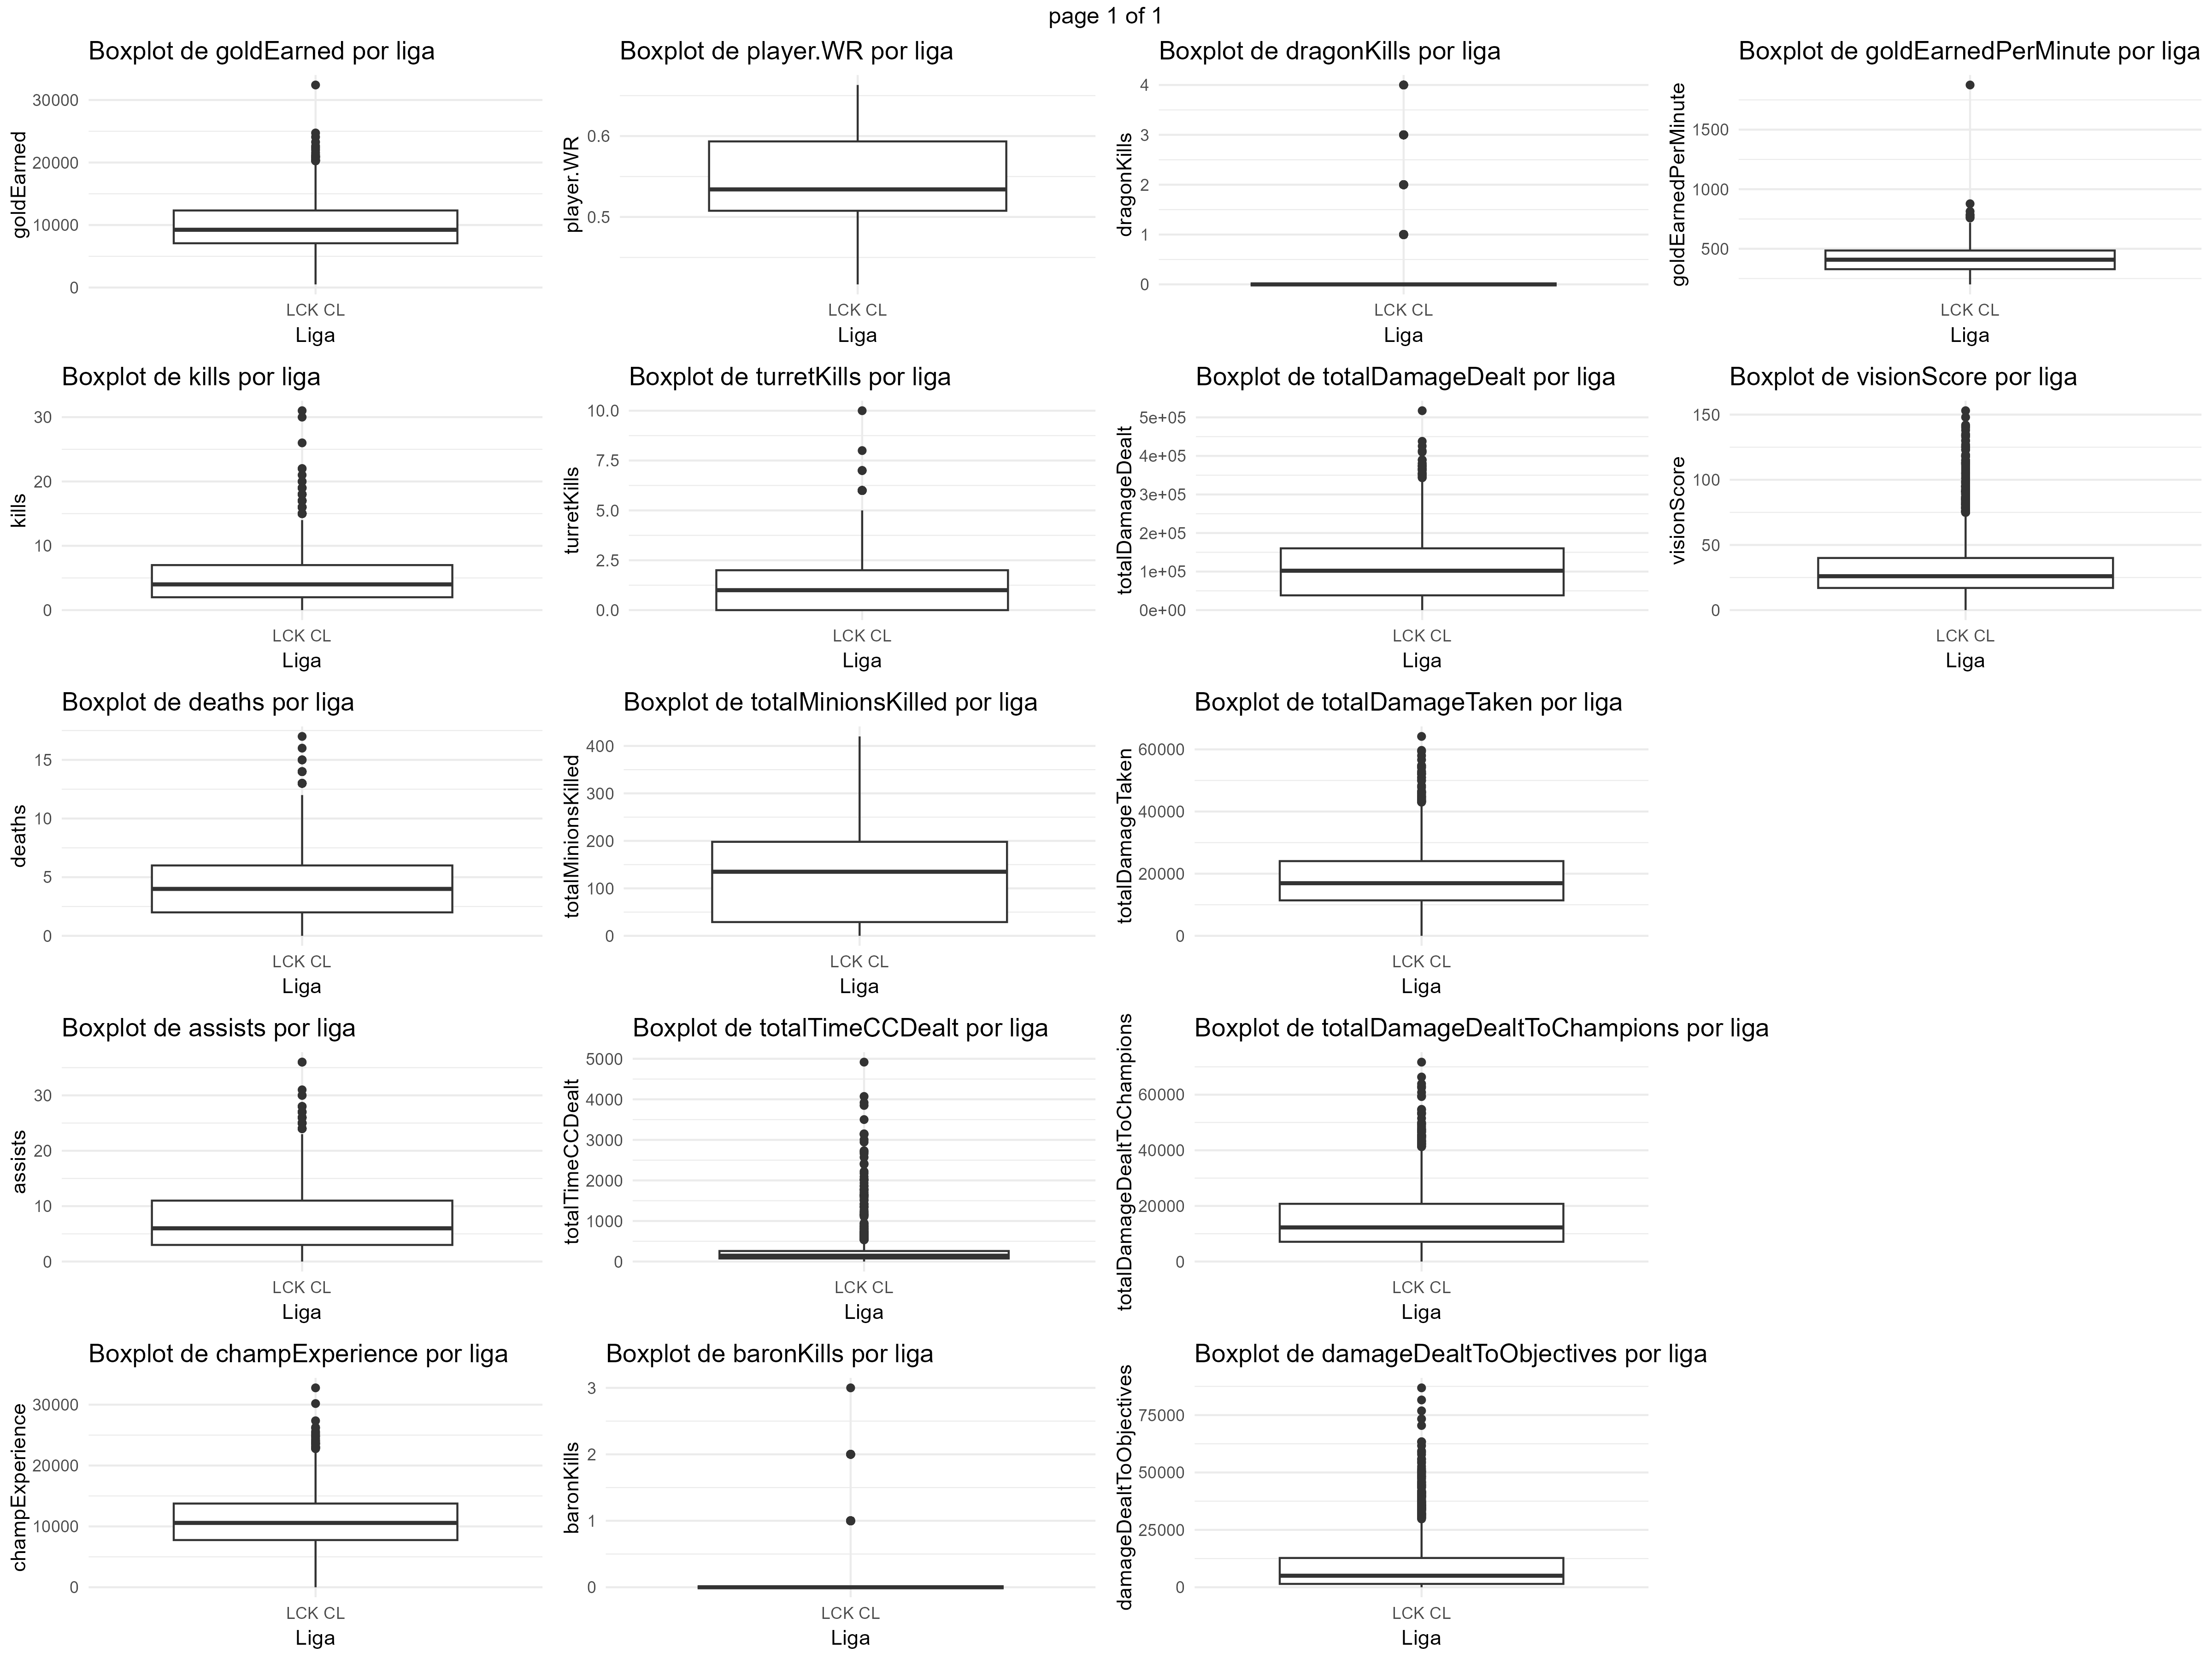 page 1 of 1
Boxplot de goldEarned por liga
goldEarned
30000
20000
10000
0
LCK CL
Liga
Boxplot de player.WR por liga
player.WR
0.6
0.5
LCK CL
Liga
Boxplot de dragonKills por liga
dragonKills
4
3
2
1
0
LCK CL
Liga
Boxplot de goldEarnedPerMinute por liga
goldEarnedPerMinute
1500
1000
500
LCK CL
Liga
Boxplot de kills por liga
kills
30
20
10
0
LCK CL
Liga
Boxplot de turretKills por liga
turretKills
10.0
7.5
5.0
2.5
0.0
LCK CL
Liga
Boxplot de totalDamageDealt por liga
totalDamageDealt
5e+05
4e+05
3e+05
2e+05
1e+05
0e+00
LCK CL
Liga
Boxplot de visionScore por liga
visionScore
150
100
50
0
LCK CL
Liga
Boxplot de deaths por liga
deaths
15
10
5
0
LCK CL
Liga
Boxplot de totalMinionsKilled por liga
totalMinionsKilled
400
300
200
100
0
LCK CL
Liga
Boxplot de totalDamageTaken por liga
totalDamageTaken
60000
40000
20000
0
LCK CL
Liga
Boxplot de assists por liga
assists
30
20
10
0
LCK CL
Liga
Boxplot de totalTimeCCDealt por liga
totalTimeCCDealt
5000
4000
3000
2000
1000
0
LCK CL
Liga
Boxplot de totalDamageDealtToChampions por liga
totalDamageDealtToChampions
60000
40000
20000
0
LCK CL
Liga
Boxplot de champExperience por liga
champExperience
30000
20000
10000
0
LCK CL
Liga
Boxplot de baronKills por liga
baronKills
3
2
1
0
LCK CL
Liga
Boxplot de damageDealtToObjectives por liga
damageDealtToObjectives
75000
50000
25000
0
LCK CL
Liga